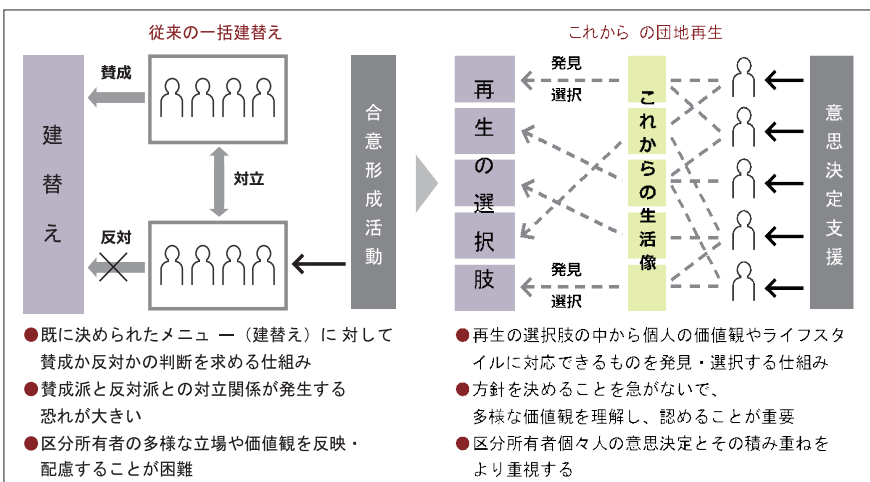 従来の一括建替え
建替え
賛成
対立
反対
合意形成活動
●既に決められたメニュー（建替え）に対して
賛成か反対かの判断を求める仕組み
●賛成派と反対派との対立関係が発生する
恐れが大きい
●区分所有者の多様な立場や価値観を反映・
配慮することが困難
これからの団地再生
再生の選択肢
発見
選択
発見
選択
これからの生活像
意思決定支援
●再生の選択肢の中から個人の価値観やライフスタ
イルに対応できるものを発見・選択する仕組み
●方針を決めることを急がないで、
多様な価値観を理解し、認めることが重要
●区分所有者個々人の意思決定とその積み重ねを
より重視する